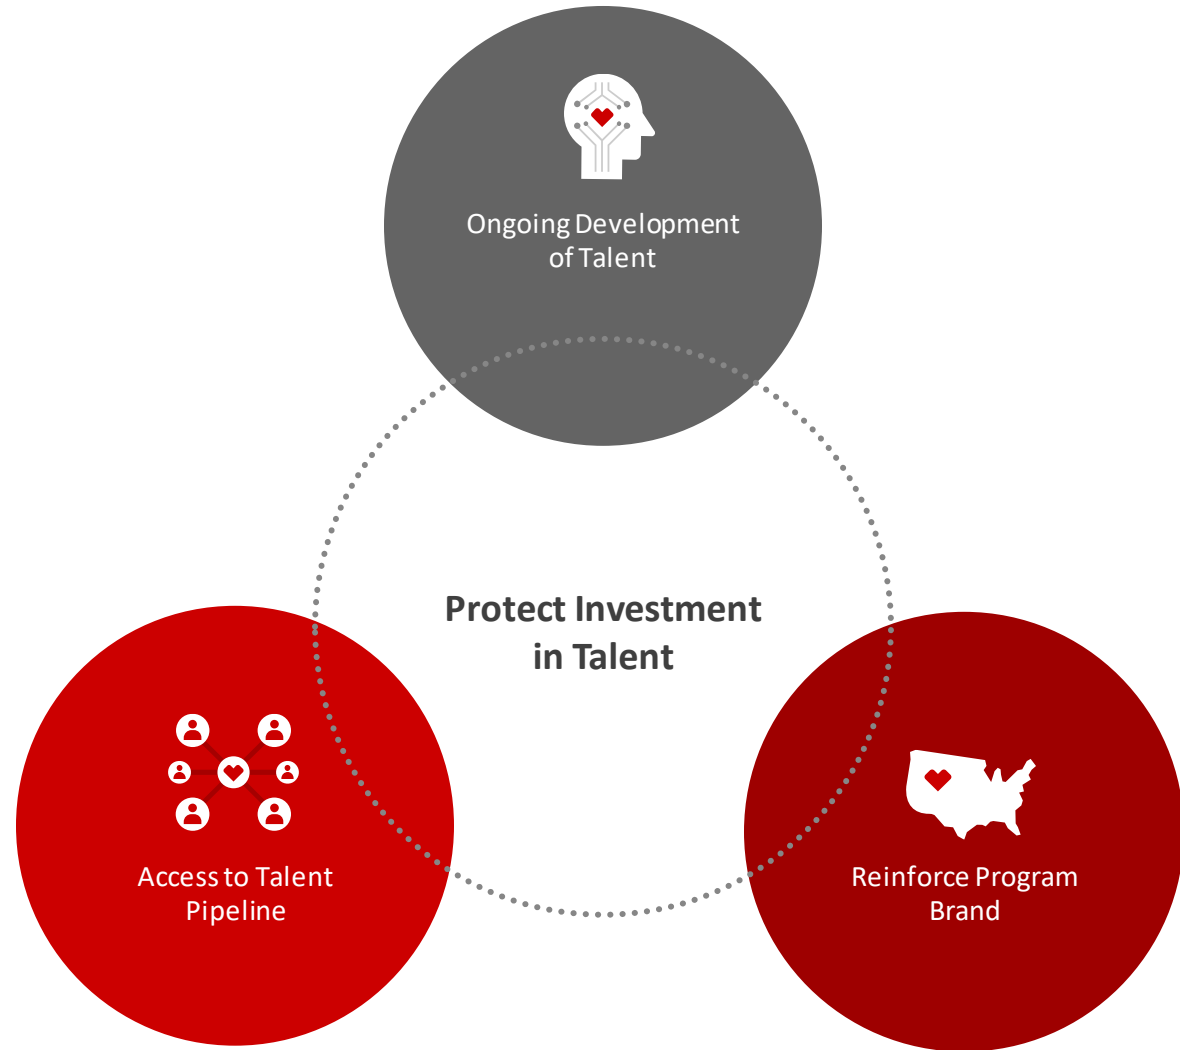 Ongoing Development
of Talent
Protect Investment
in Talent
Access to Talent
Pipeline
Reinforce Program
Brand